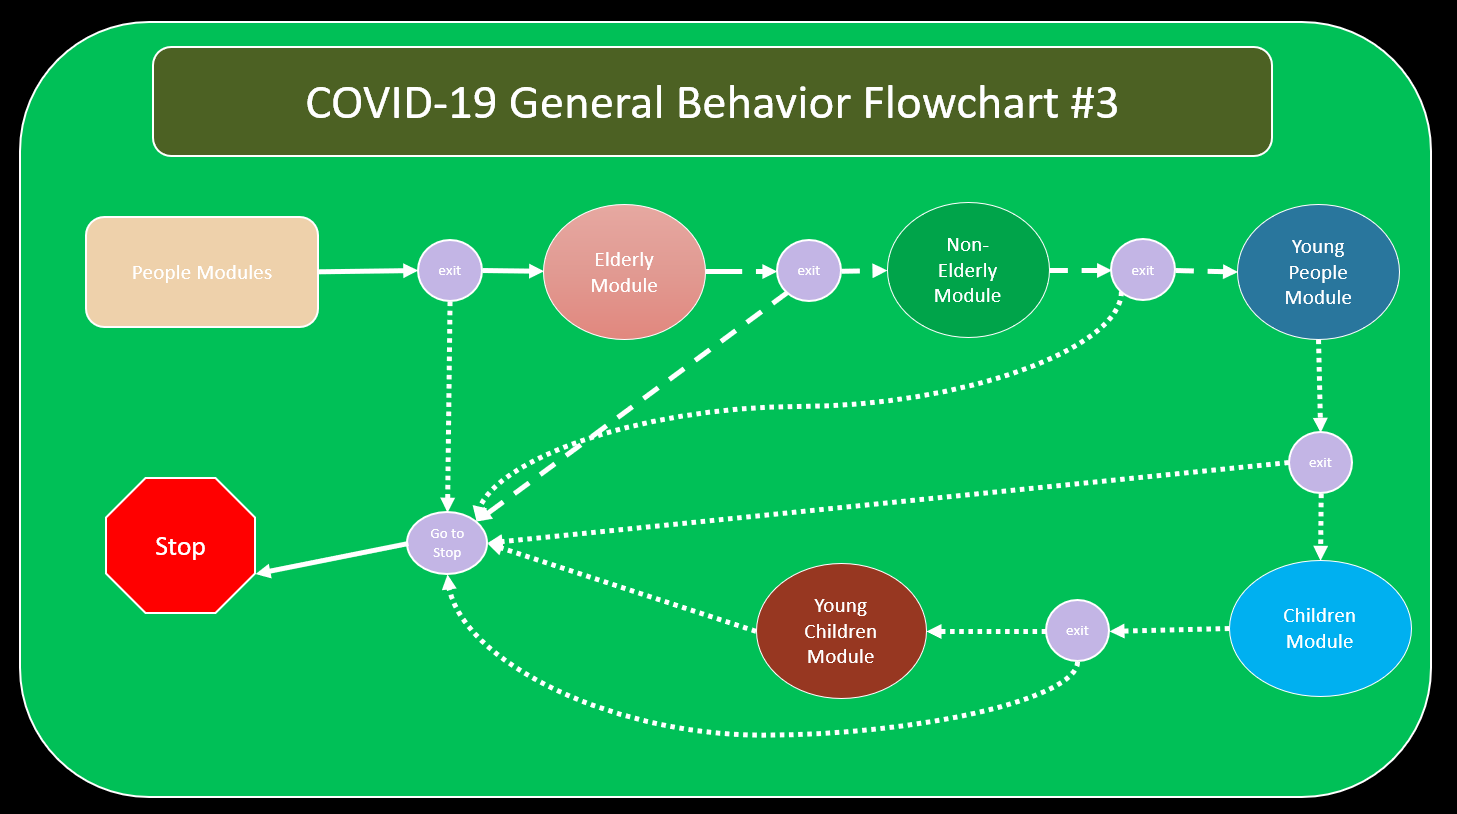 COVID-19 General Behavior Flowchart #3
People Modules
exit
Elderly
Module
exit
Non-
Elderly
Module
exit
Young
People
Module
exit
Stop
Go to
Stop
Young
Children
Module
exit
Children
Module